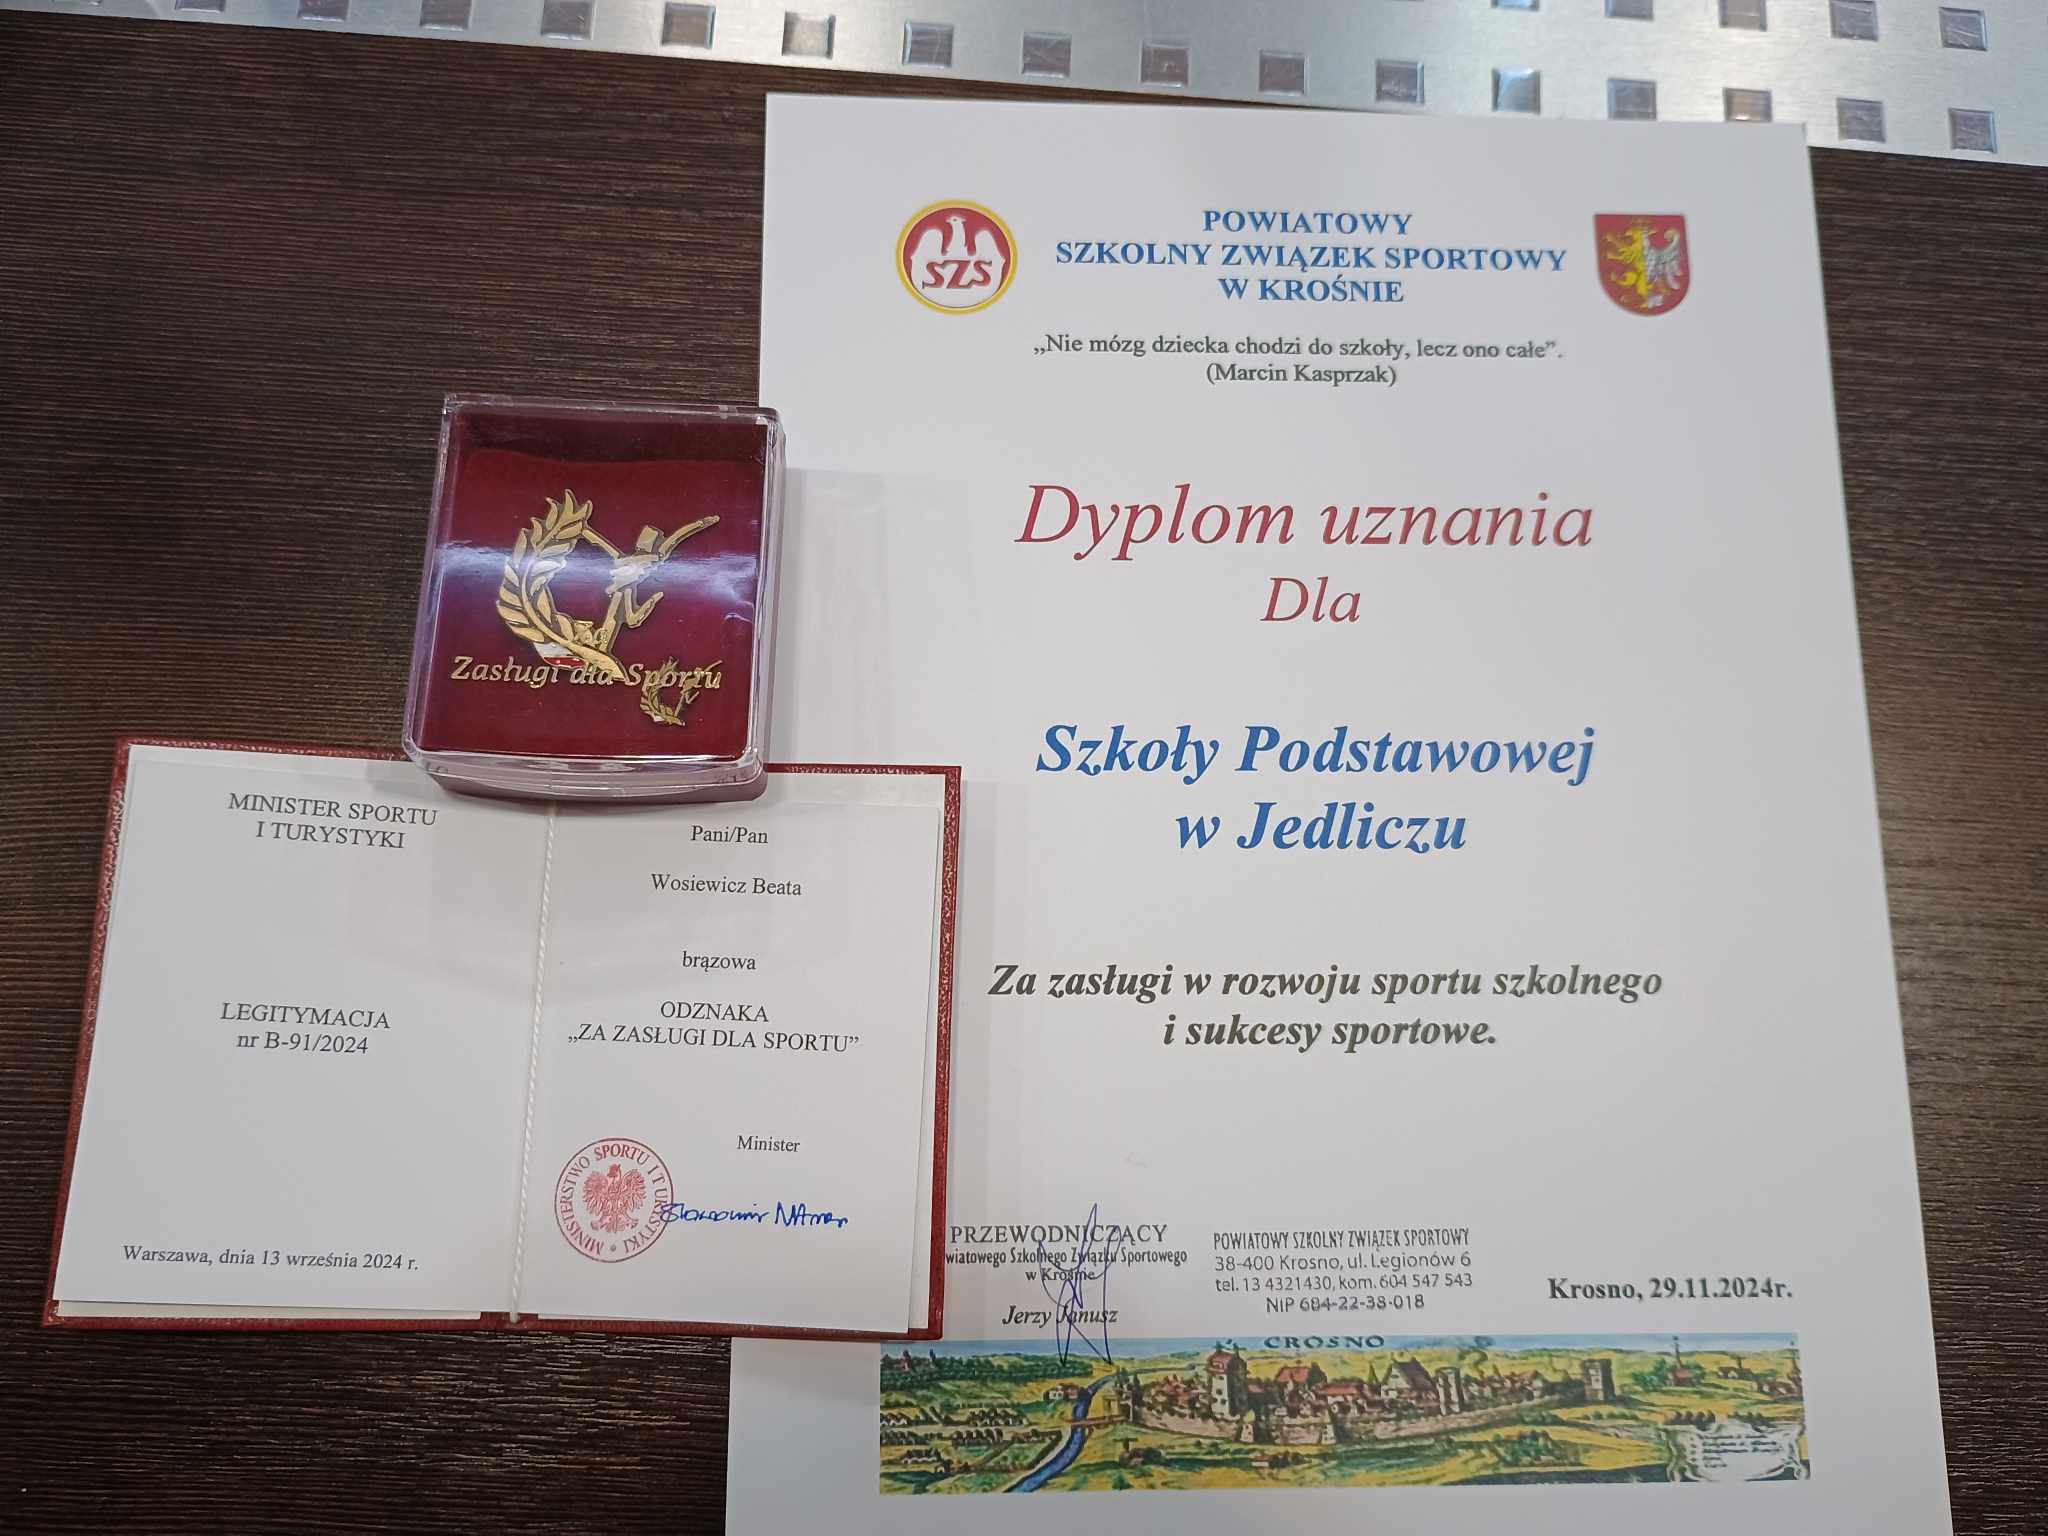 SZS
POWIATOWY
SZKOLNY ZWIĄZEK SPORTOWY
W KROŚNIE
„Nie mózg dziecka chodzi do szkoły, lecz ono całe”.
(Marcin Kasprzak)
Dyplom uznania
Dla
Szkoły Podstawowej
w Jedliczu
Za zasługi w rozwoju sportu szkolnego
i sukcesy sportowe.
PRZEWODNICZĄCY
wiatowego Szkolnego Związku Sportowego
w Krośnie
Jerzy Janusz
POWIATOWY SZKOLNY ZWIĄZEK SPORTOWY
38-400 Krosno, ul. Legionów 6
tel. 13 4321430, kom. 604 547 543
NIP 684-22-38-018
Krosno, 29.11.2024r.
CROSNO
Zasługi dla Sportu
MINISTER SPORTU
I TURYSTYKI
LEGITYMACJA
nr B-91/2024
Warszawa, dnia 13 września 2024 r.
Pani/Pan
Wosiewicz Beata
brązowa
ODZNAKA
„ZA ZASŁUGI DLA SPORTU”
Minister
MINISTERSTWO SPORTU I TURYSTYKI